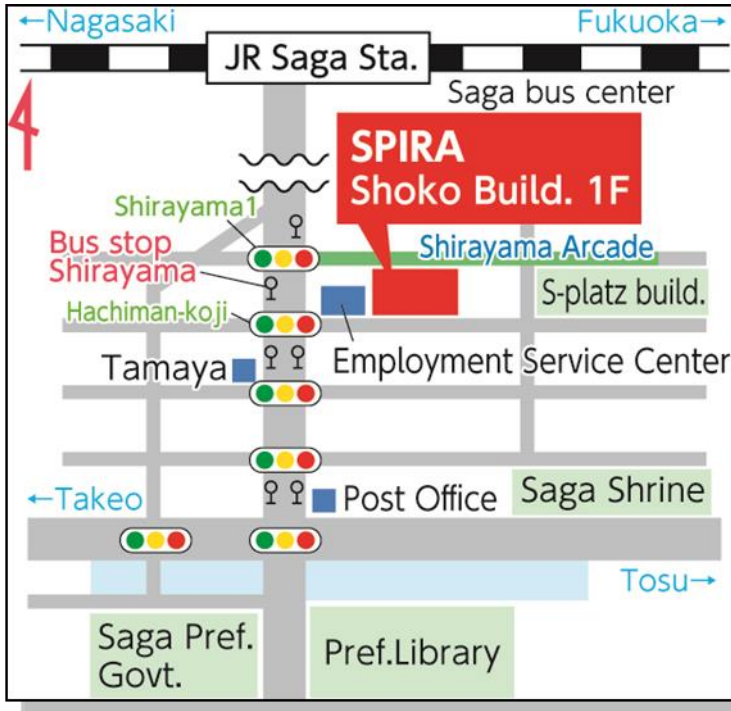 ←Nagasaki
Fukuoka→
JR Saga Sta.
Saga bus center
SPIRA
Shoko Build. 1F
Shirayama1
Shirayama Arcade
Bus stop
Shirayama
S-platz build.
Hachiman-koji
Employment Service Center
Tamaya
←Takeo
Post Office
Saga Shrine
Tosu→
Saga Pref.
Govt.
Pref.Library